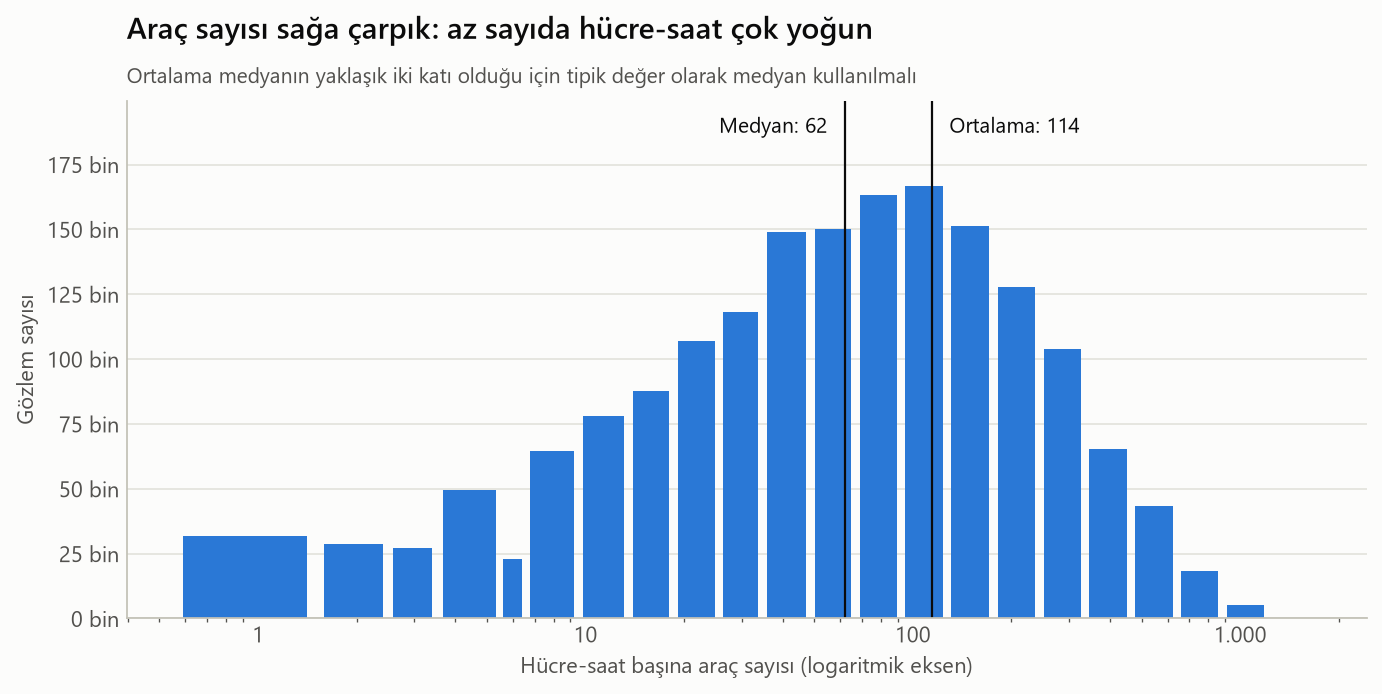 Araç sayısı sağa çarpık: az sayıda hücre-saat çok yoğun
Ortalama medyanın yaklaşık iki katı olduğu için tipik değer olarak medyan kullanılmalı
Medyan: 62
Ortalama: 114
175 bin
150 bin
125 bin
100 bin
75 bin
50 bin
25 bin
0 bin
Gözlem sayısı
1
10
100
1.000
Hücre-saat başına araç sayısı (logaritmik eksen)